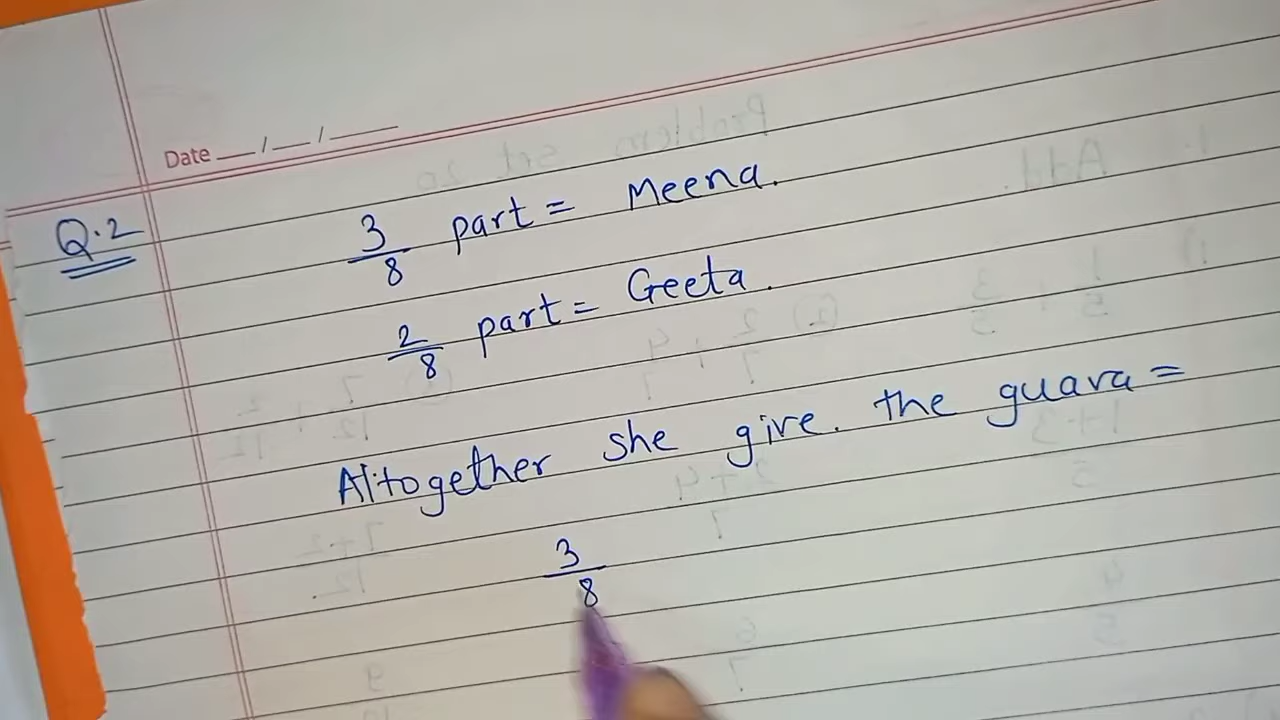 Date __/__/____
Q.2
3/8 part = Meena.
2/8 part = Geeta.
Altogether she give. the guava =
3/8